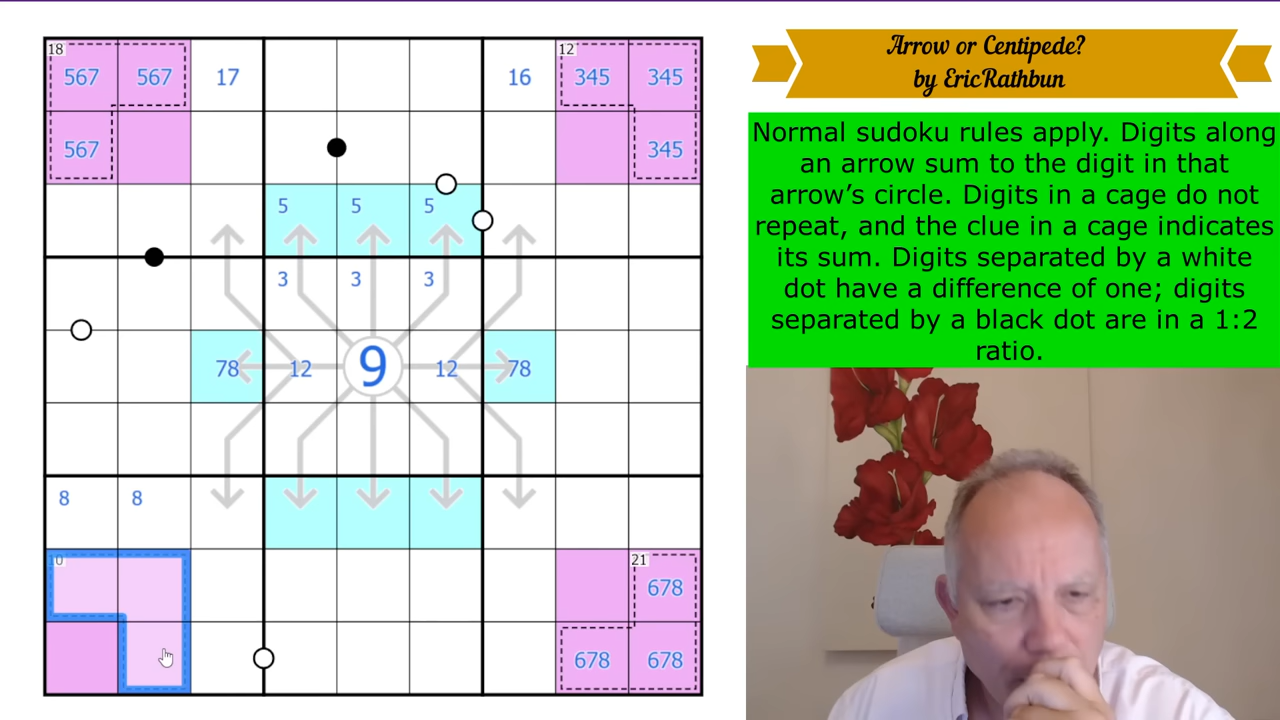 Arrow or Centipede?
by EricRathbun
Normal sudoku rules apply. Digits along
an arrow sum to the digit in that
arrow's circle. Digits in a cage do not
repeat, and the clue in a cage indicates
its sum. Digits separated by a white
dot have a difference of one; digits
separated by a black dot are in a 1:2
ratio.
18 12
567 567 17 16 345 345
567 345
5 5 5
3 3 3
78 12 9 12 78
8 8
10 21
678
678 678